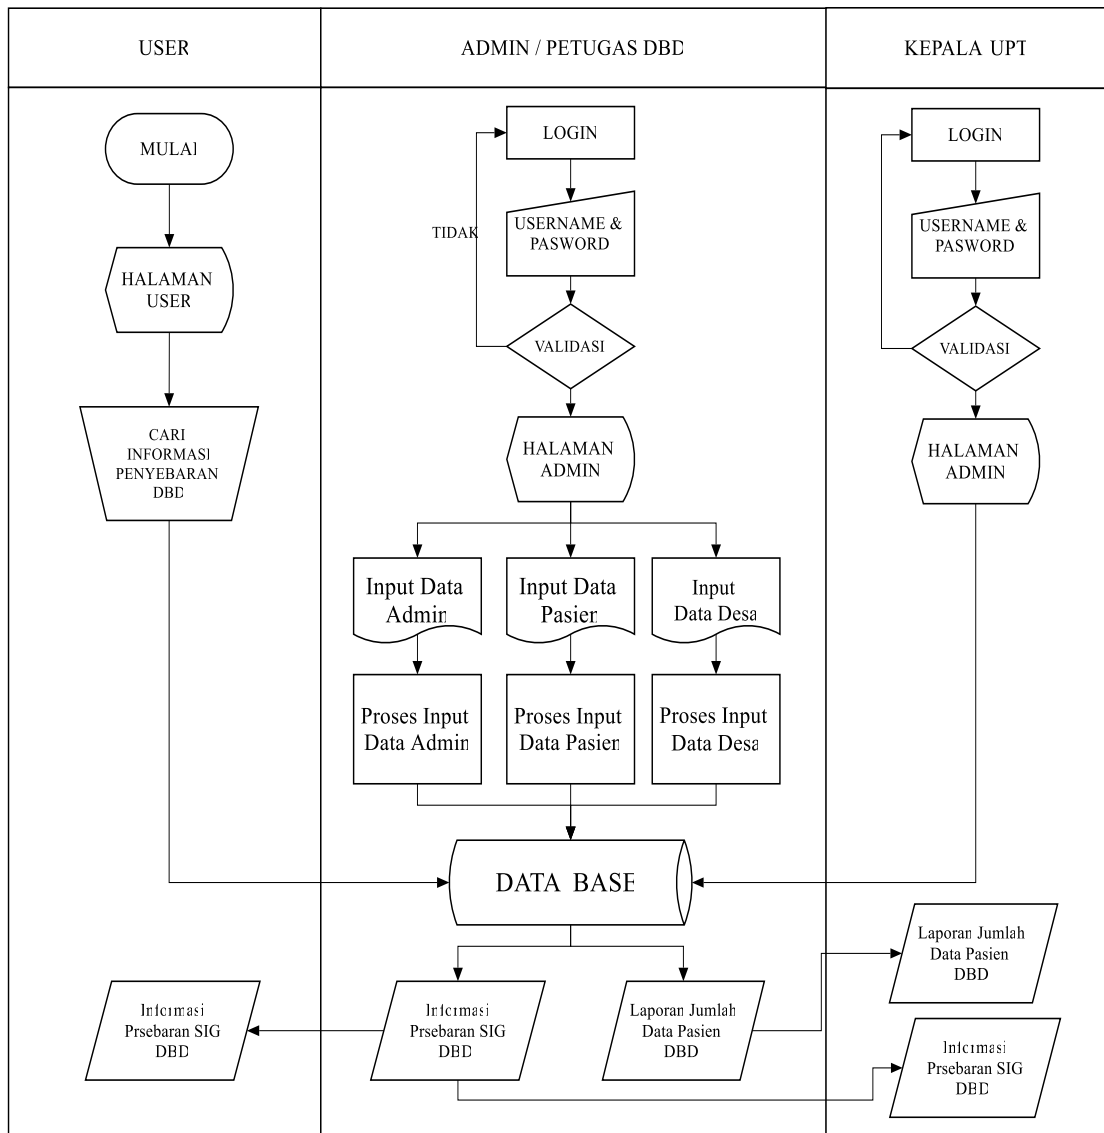 USER
ADMIN / PETUGAS DBD
KEPALA UPT
MULAI
HALAMAN
USER
CARI
INFORMASI
PENYEBARAN
DBD
LOGIN
USERNAME &
PASWORD
TIDAK
VALIDASI
HALAMAN
ADMIN
Input Data
Admin
Input Data
Pasien
Input
Data Desa
Proses Input
Data Admin
Proses Input
Data Pasien
Proses Input
Data Desa
DATA BASE
Informasi
Prsebaran SIG
DBD
Informasi
Prsebaran SIG
DBD
Laporan Jumlah
Data Pasien
DBD
LOGIN
USERNAME &
PASWORD
VALIDASI
HALAMAN
ADMIN
Laporan Jumlah
Data Pasien
DBD
Informasi
Prsebaran SIG
DBD